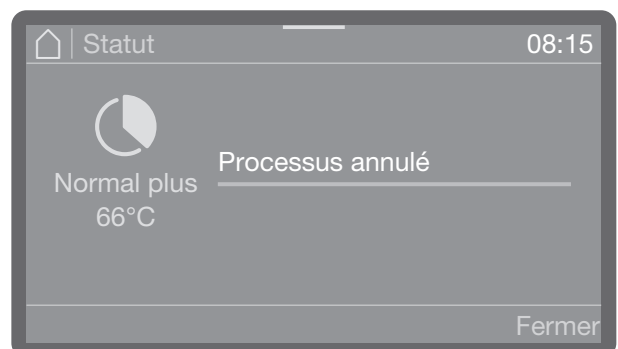 Statut
08:15
Processus annulé
Normal plus
66°C
Fermer